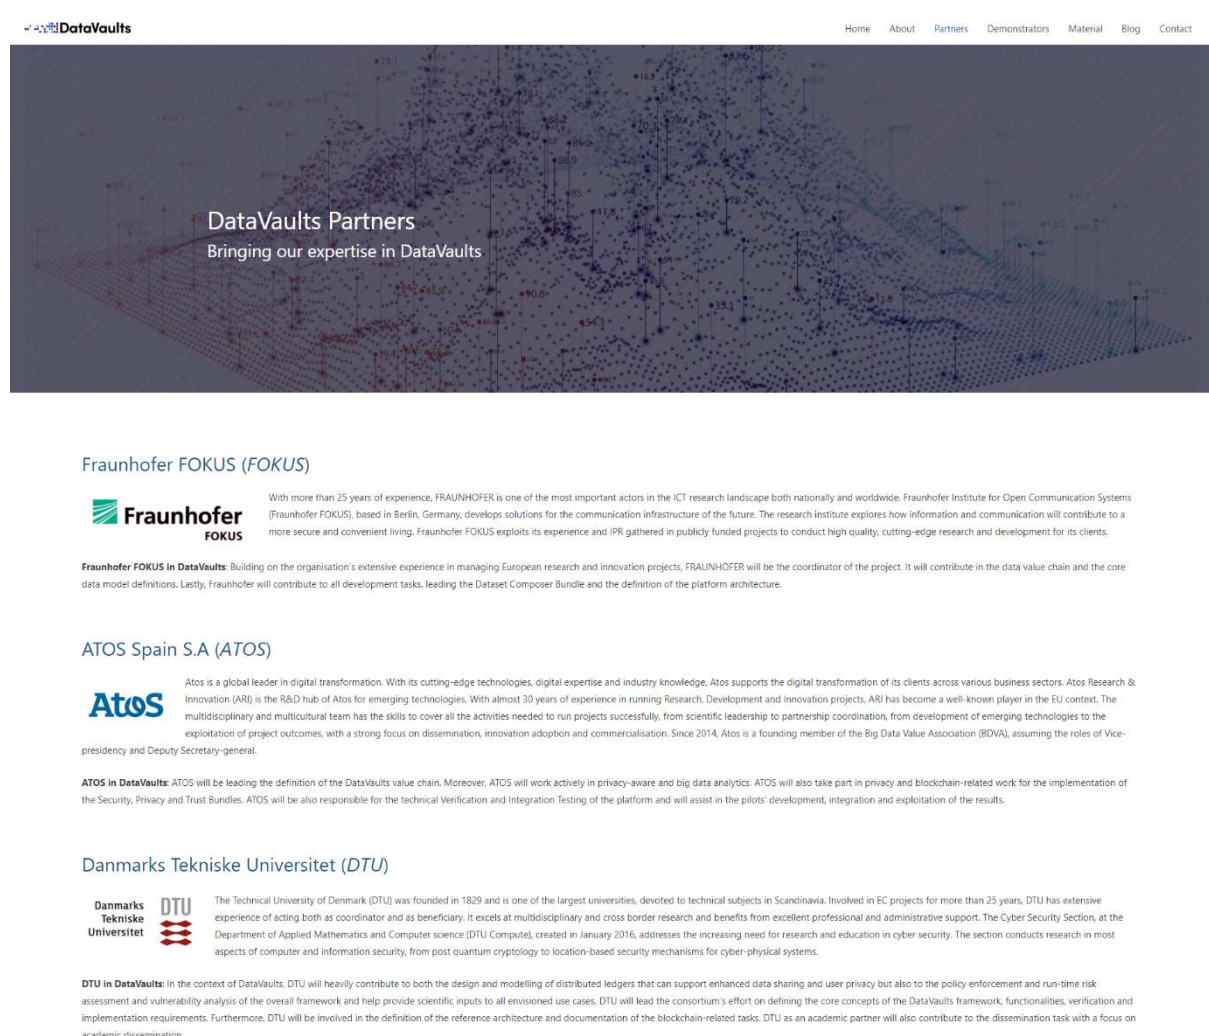 DataVaults
Home About Partners Demonstrators Material Blog Contact
DataVaults Partners
Bringing our expertise in DataVaults
Fraunhofer FOKUS (FOKUS)
Fraunhofer
FOKUS
With more than 25 years of experience, FRAUNHOFER is one of the most important actors in the ICT research landscape both nationally and worldwide. Fraunhofer Institute for Open Communication Systems
(Fraunhofer FOKUS), based in Berlin, Germany, develops solutions for the communication infrastructure of the future. The research institute explores how information and communication will contribute to a
more secure and convenient living. Fraunhofer FOKUS exploits its experience and IPR gathered in publicly funded projects to conduct high quality, cutting-edge research and development for its clients.
Fraunhofer FOKUS in DataVaults: Building on the organisation's extensive experience in managing European research and innovation projects, FRAUNHOFER will be the coordinator of the project. It will contribute in the data value chain and the core
data model definitions. Lastly, Fraunhofer will contribute to all development tasks, leading the Dataset Composer Bundle and the definition of the platform architecture.
ATOS Spain S.A (ATOS)
Atos
Atos is a global leader in digital transformation. With its cutting-edge technologies, digital expertise and industry knowledge, Atos supports the digital transformation of its clients across various business sectors. Atos Research &
Innovation (ARI) is the R&D hub of Atos for emerging technologies. With almost 30 years of experience in running Research, Development and Innovation projects, ARI has become a well-known player in the EU context. The
multidisciplinary and multicultural team has the skills to cover all the activities needed to run projects successfully, from scientific leadership to partnership coordination, from development of emerging technologies to the
exploitation of project outcomes, with a strong focus on dissemination, innovation adoption and commercialisation. Since 2014, Atos is a founding member of the Big Data Value Association (BDVA), assuming the roles of Vice-
presidency and Deputy Secretary-general.
ATOS in DataVaults: ATOS will be leading the definition of the DataVaults value chain. Moreover, ATOS will work actively in privacy-aware and big data analytics. ATOS will also take part in privacy and blockchain-related work for the implementation of
the Security, Privacy and Trust Bundles. ATOS will be also responsible for the technical Verification and Integration Testing of the platform and will assist in the pilots' development, integration and exploitation of the results.
Danmarks Tekniske Universitet (DTU)
Danmarks
Tekniske
Universitet
DTU
The Technical University of Denmark (DTU) was founded in 1829 and is one of the largest universities, devoted to technical subjects in Scandinavia. Involved in EC projects for more than 25 years, DTU has extensive
experience of acting both as coordinator and as beneficiary. It excels at multidisciplinary and cross border research and benefits from excellent professional and administrative support. The Cyber Security Section, at the
Department of Applied Mathematics and Computer science (DTU Compute), created in January 2016, addresses the increasing need for research and education in cyber security. The section conducts research in most
aspects of computer and information security, from post quantum cryptology to location-based security mechanisms for cyber-physical systems.
DTU in DataVaults: In the context of DataVaults, DTU will heavily contribute to both the design and modelling of distributed ledgers that can support enhanced data sharing and user privacy but also to the policy enforcement and run-time risk
assessment and vulnerability analysis of the overall framework and help provide scientific inputs to all envisioned use cases. DTU will lead the consortium's effort on defining the core concepts of the DataVaults framework, functionalities, verification and
implementation requirements. Furthermore, DTU will be involved in the definition of the reference architecture and documentation of the blockchain-related tasks. DTU as an academic partner will also contribute to the dissemination task with a focus on
academic dissemination